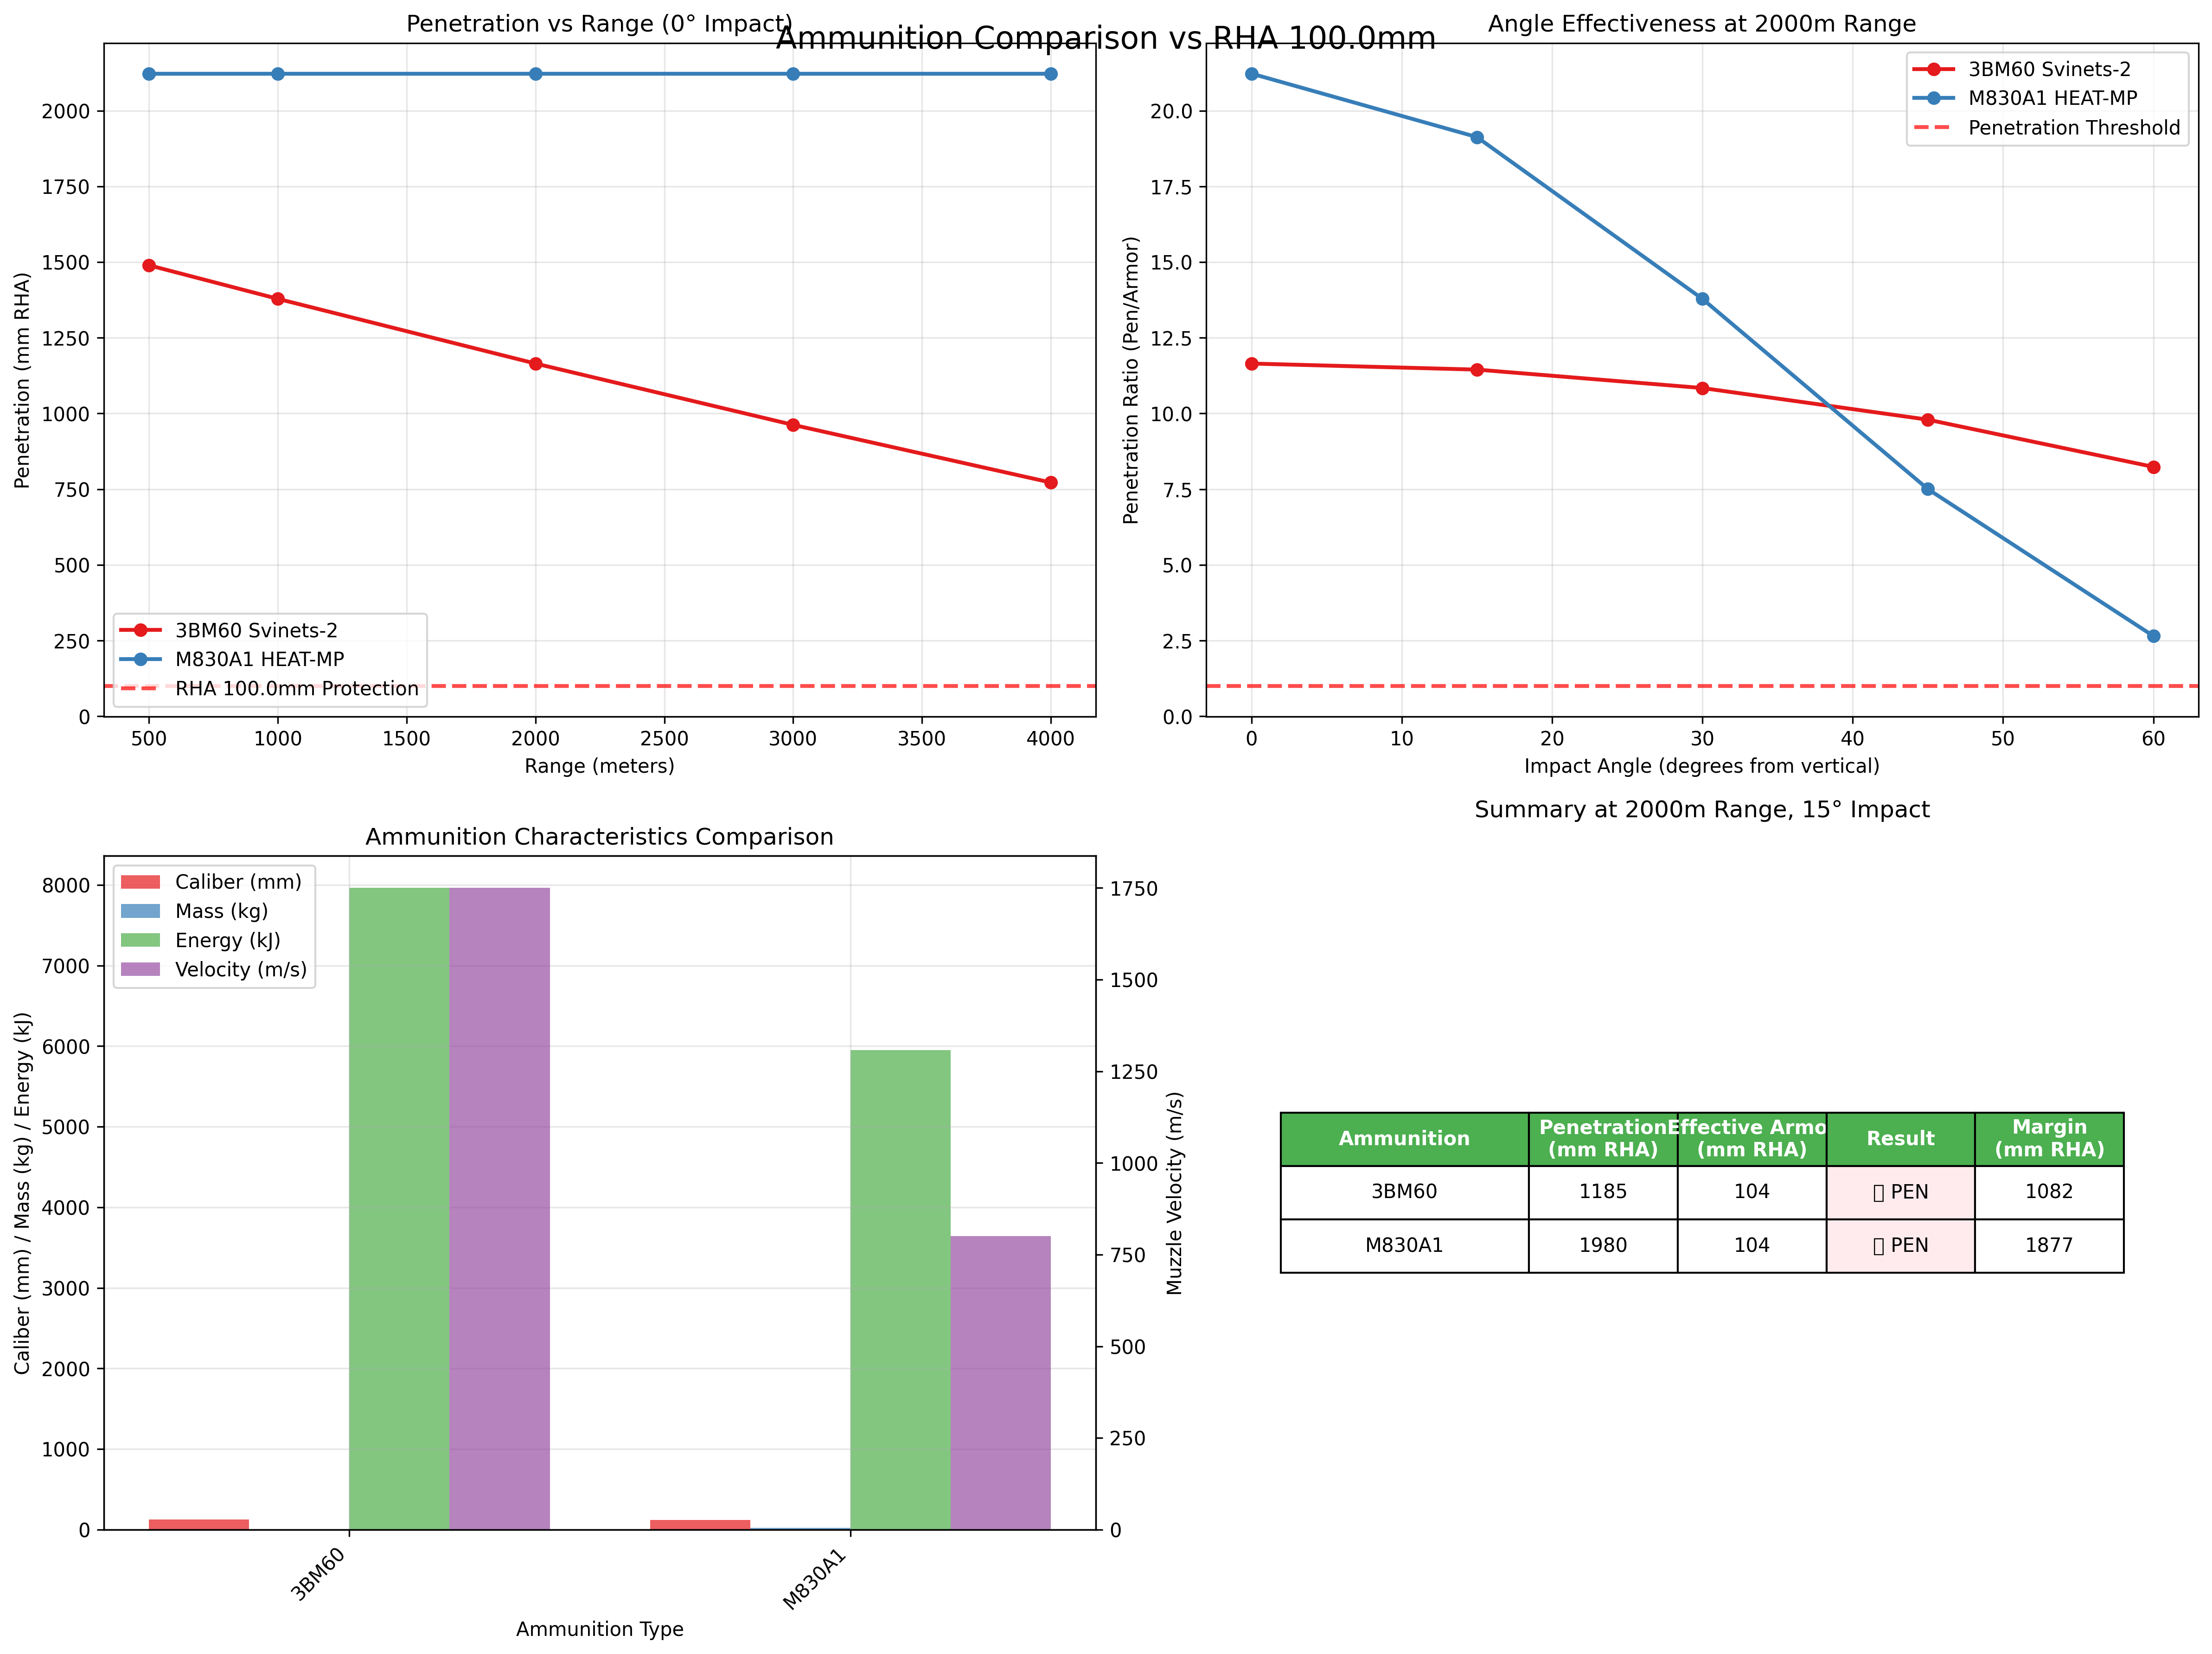 Ammunition Comparison vs RHA 100.0mm
Penetration vs Range (0° Impact)
Penetration (mm RHA)
2000
1750
1500
1250
1000
750
500
250
0
3BM60 Svinets-2
M830A1 HEAT-MP
RHA 100.0mm Protection
500 1000 1500 2000 2500 3000 3500 4000
Range (meters)
Angle Effectiveness at 2000m Range
Penetration Ratio (Pen/Armor)
20.0
17.5
15.0
12.5
10.0
7.5
5.0
2.5
0.0
3BM60 Svinets-2
M830A1 HEAT-MP
Penetration Threshold
0 10 20 30 40 50 60
Impact Angle (degrees from vertical)
Ammunition Characteristics Comparison
Caliber (mm) / Mass (kg) / Energy (kJ)
8000
7000
6000
5000
4000
3000
2000
1000
0
Caliber (mm)
Mass (kg)
Energy (kJ)
Velocity (m/s)
1750
1500
1250
1000
750
500
250
0
Muzzle Velocity (m/s)
3BM60 M830A1
Ammunition Type
Summary at 2000m Range, 15° Impact
Ammunition Penetration Effective Armo Result Margin
(mm RHA) (mm RHA) (mm RHA)
3BM60 1185 104 PEN 1082
M830A1 1980 104 PEN 1877